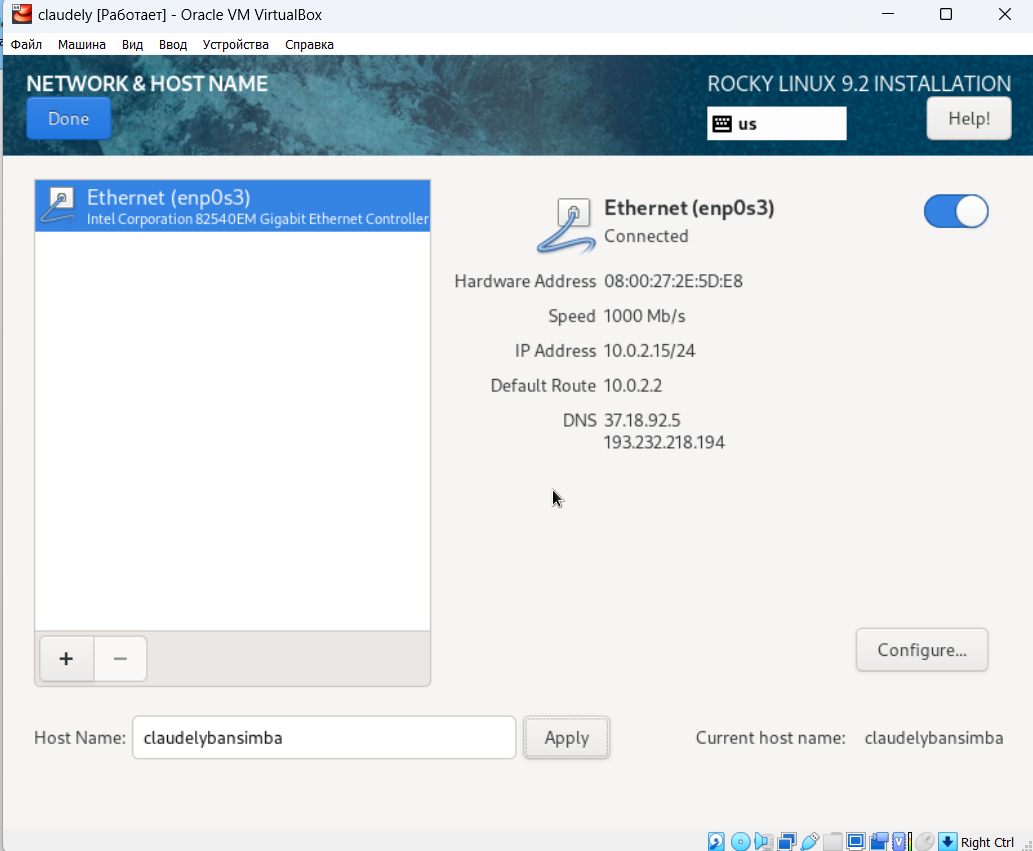 claudely [Работает] - Oracle VM VirtualBox
Файл Машина Вид Ввод Устройства Справка
NETWORK & HOST NAME
ROCKY LINUX 9.2 INSTALLATION
Done
us
Help!
Ethernet (enp0s3)
Intel Corporation 82540EM Gigabit Ethernet Controller
Ethernet (enp0s3)
Connected
Hardware Address 08:00:27:2E:5D:E8
Speed 1000 Mb/s
IP Address 10.0.2.15/24
Default Route 10.0.2.2
DNS 37.18.92.5
193.232.218.194
+ −
Configure...
Host Name: claudelybansimba Apply Current host name: claudelybansimba
Right Ctrl